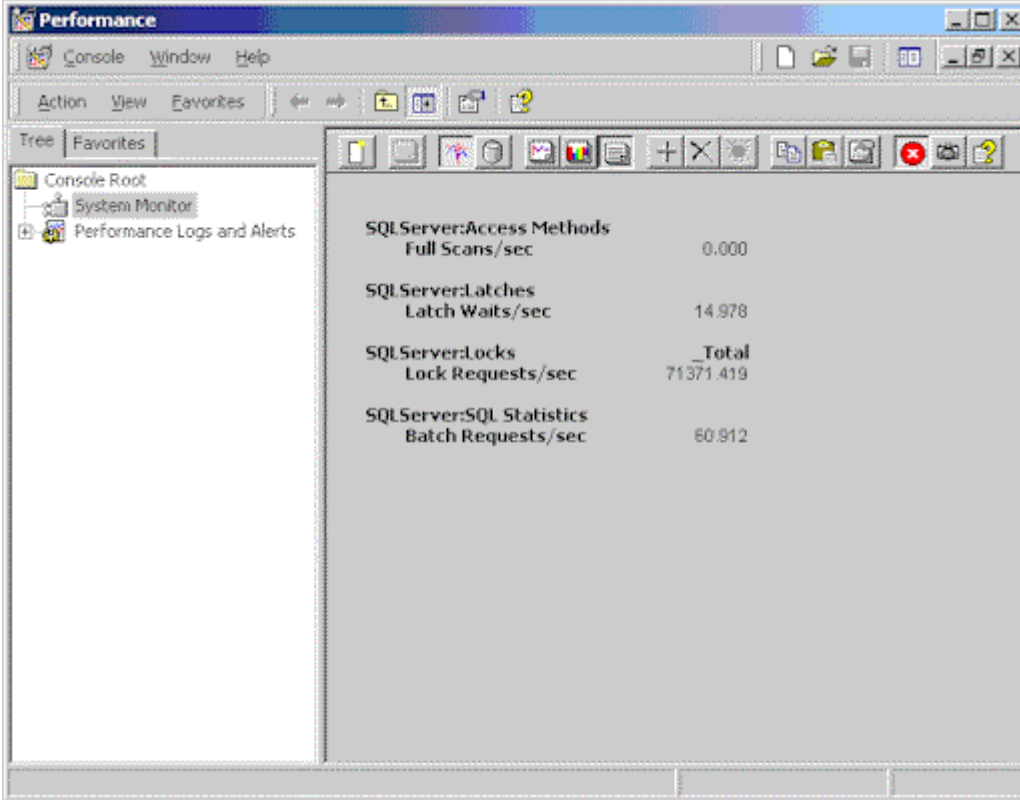 Performance
Console Window Help
Action View Favorites
Tree Favorites
Console Root
System Monitor
Performance Logs and Alerts
SQLServer:Access Methods
Full Scans/sec 0.000
SQLServer:Latches
Latch Waits/sec 14.978
SQLServer:Locks _Total
Lock Requests/sec 71371.419
SQLServer:SQL Statistics
Batch Requests/sec 60.912